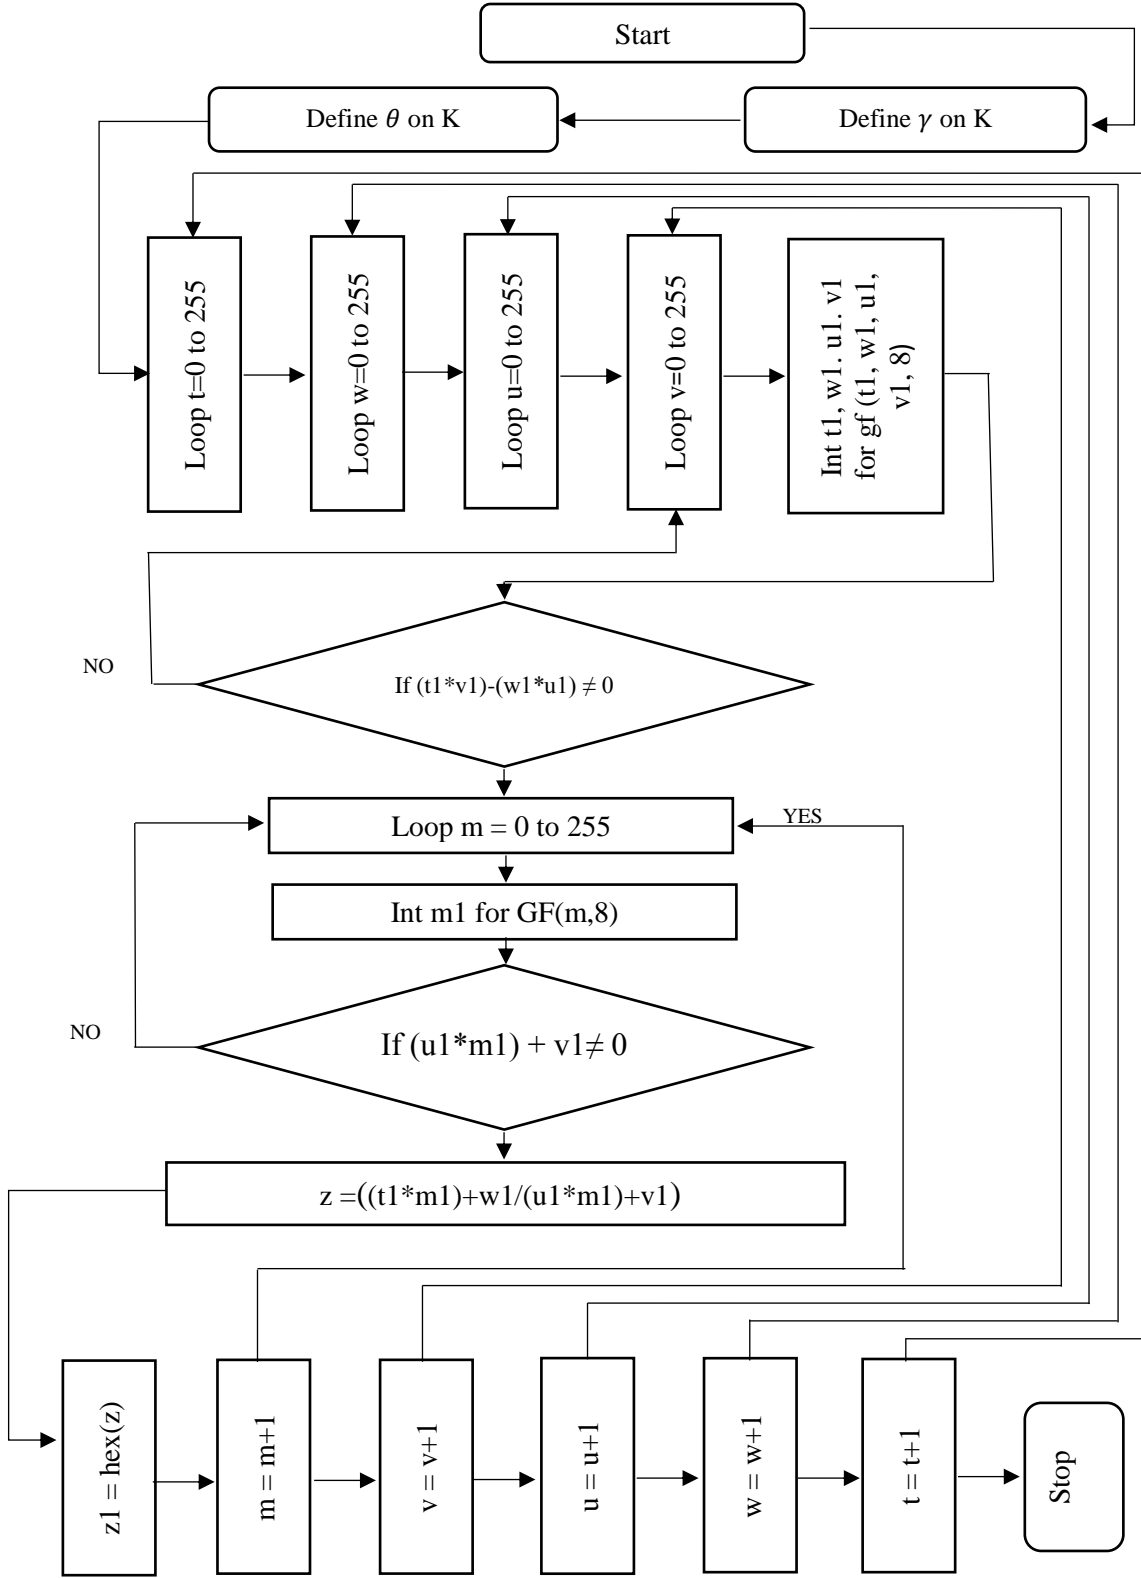 Start
Define θ on K
Define γ on K
Loop t=0 to 255
Loop w=0 to 255
Loop u=0 to 255
Loop v=0 to 255
Int t1, w1. u1. v1
for gf (t1, w1, u1,
v1, 8)
NO
If (t1*v1)-(w1*u1) ≠ 0
Loop m = 0 to 255
YES
Int m1 for GF(m,8)
NO
If (u1*m1) + v1≠ 0
z =((t1*m1)+w1/(u1*m1)+v1)
z1 = hex(z)
m = m+1
v = v+1
u = u+1
w = w+1
t = t+1
Stop